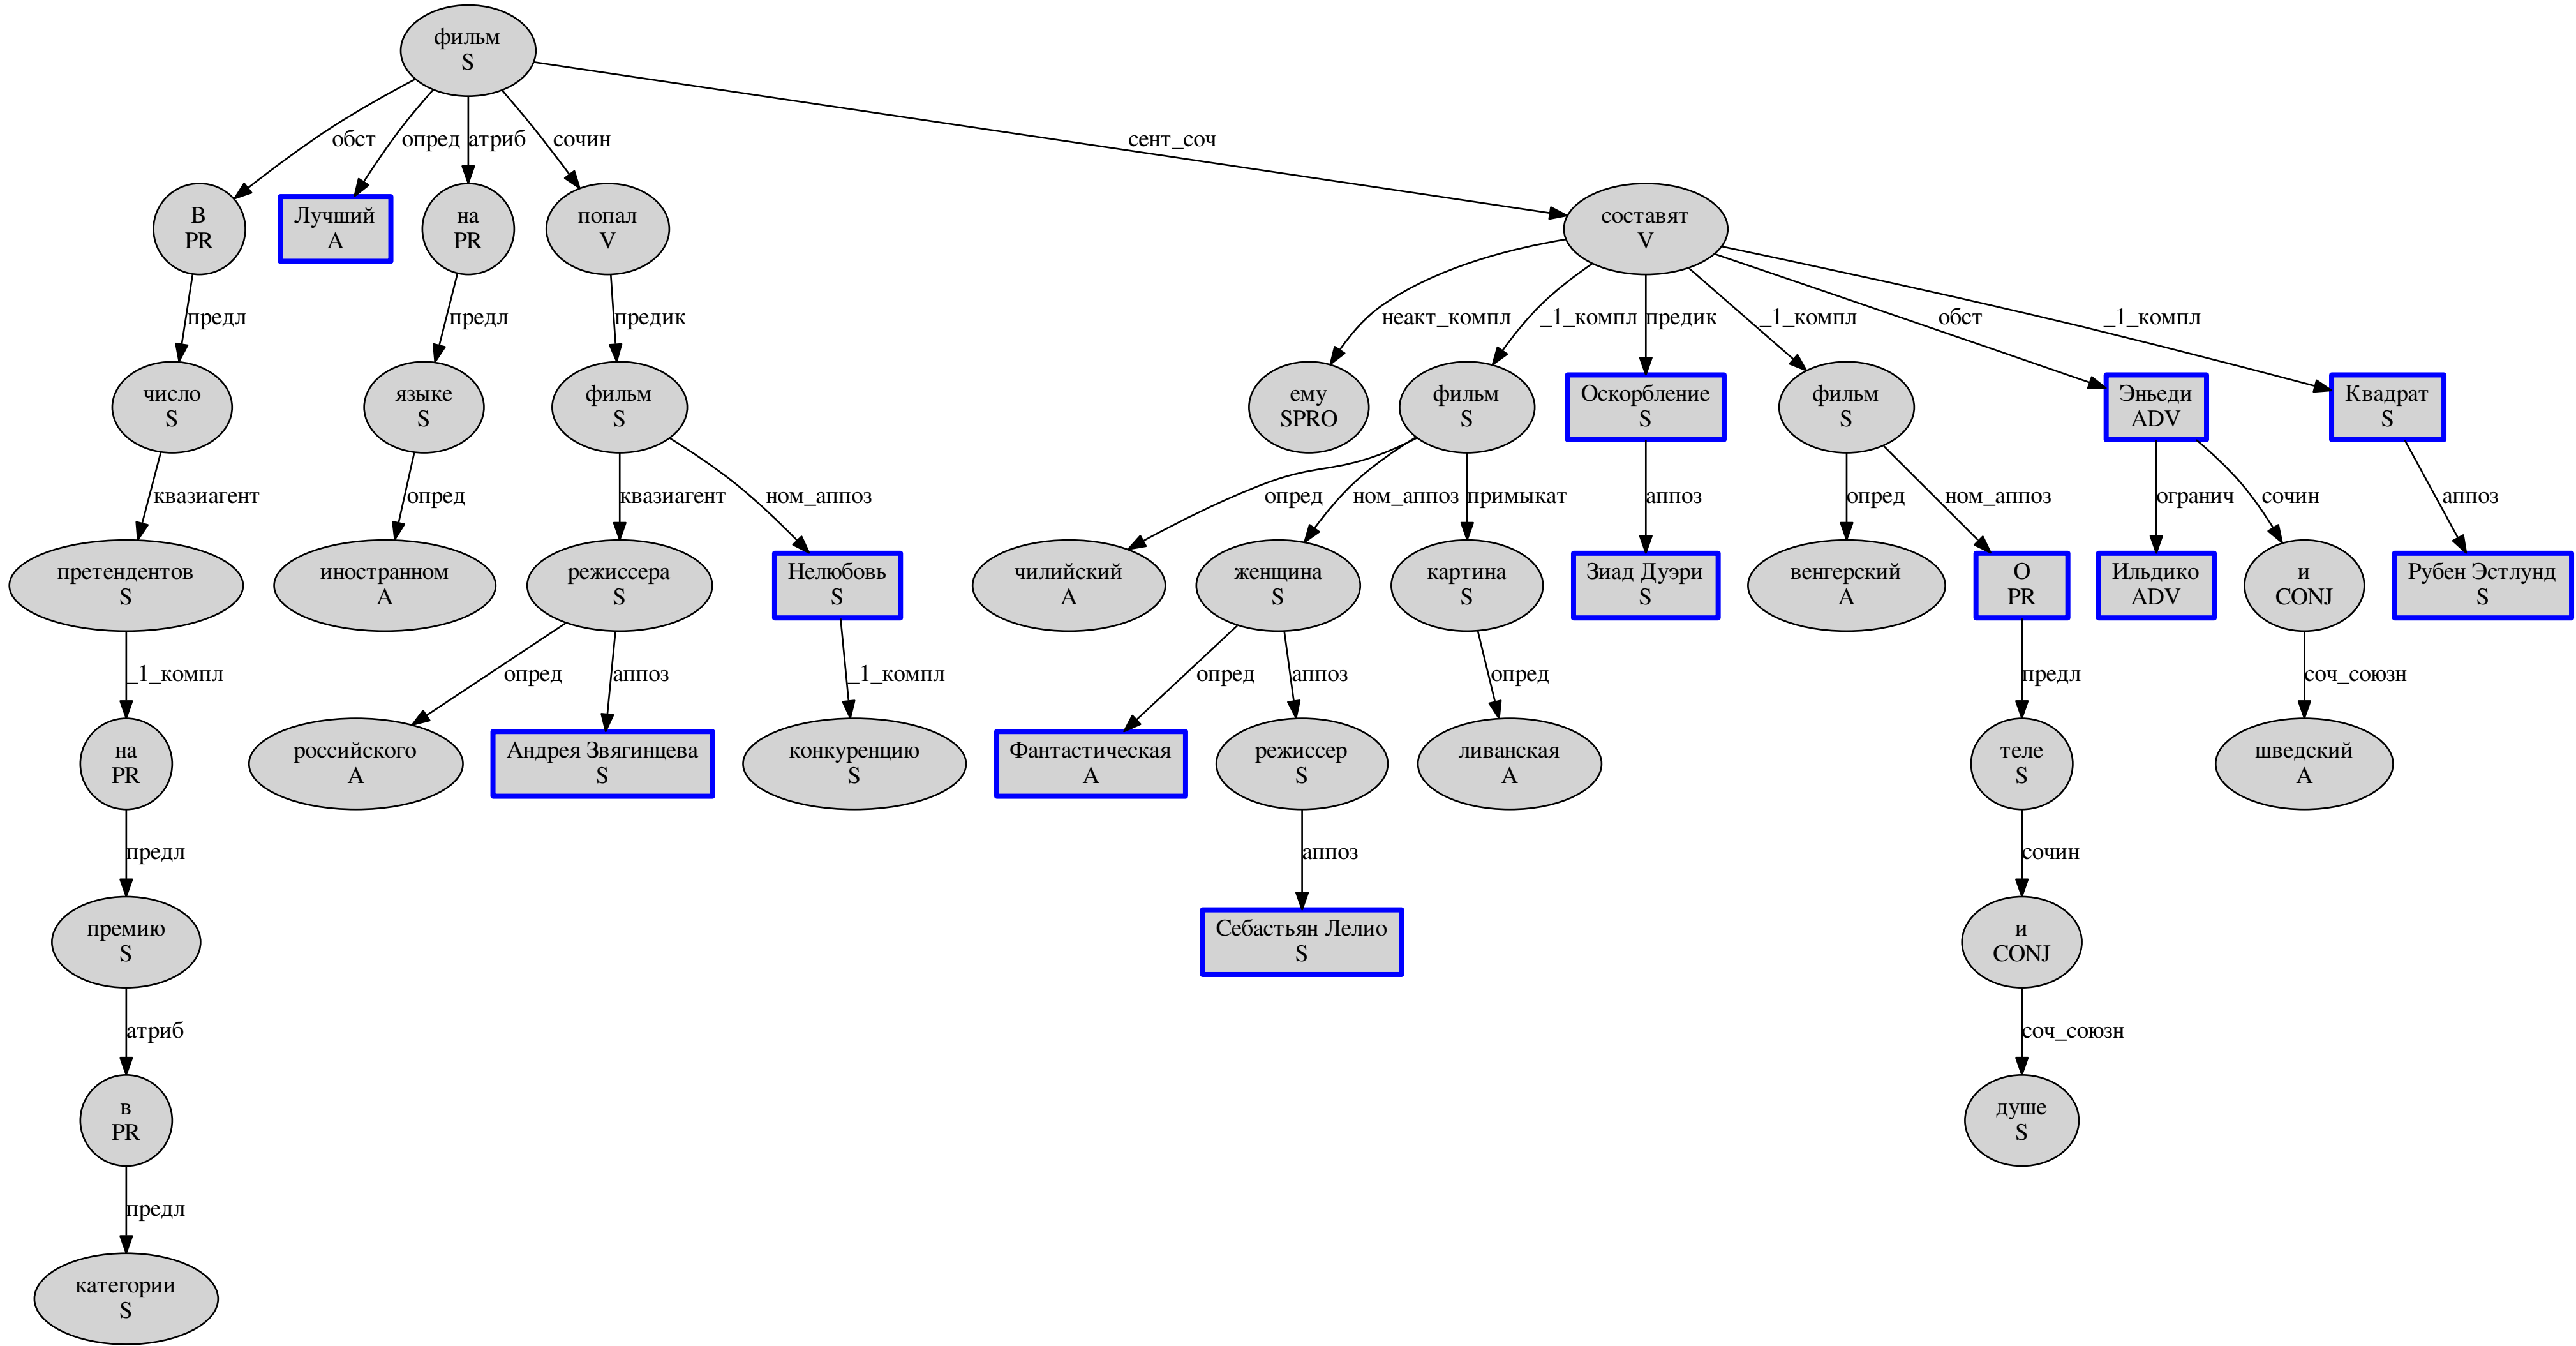 фильм
S
обст
опред
атриб
сочин
сент_соч
В
PR
Лучший
A
на
PR
попал
V
составят
V
предл
предл
предик
неакт_компл
_1_компл
предик
_1_компл
обст
_1_компл
число
S
языке
S
фильм
S
ему
SPRO
фильм
S
Оскорбление
S
фильм
S
Эньеди
ADV
Квадрат
S
квазиагент
опред
квазиагент
ном_аппоз
опред
ном_аппоз
примыкат
аппоз
опред
ном_аппоз
огранич
сочин
аппоз
претендентов
S
иностранном
A
режиссера
S
Нелюбовь
S
чилийский
A
женщина
S
картина
S
Зиад Дуэри
S
венгерский
A
О
PR
Ильдико
ADV
и
CONJ
Рубен Эстлунд
S
_1_компл
опред
аппоз
_1_компл
опред
аппоз
опред
предл
соч_союзн
на
PR
российского
A
Андрея Звягинцева
S
конкуренцию
S
Фантастическая
A
режиссер
S
ливанская
A
теле
S
шведский
A
предл
аппоз
сочин
премию
S
Себастьян Лелио
S
и
CONJ
атриб
соч_союзн
в
PR
душе
S
предл
категории
S